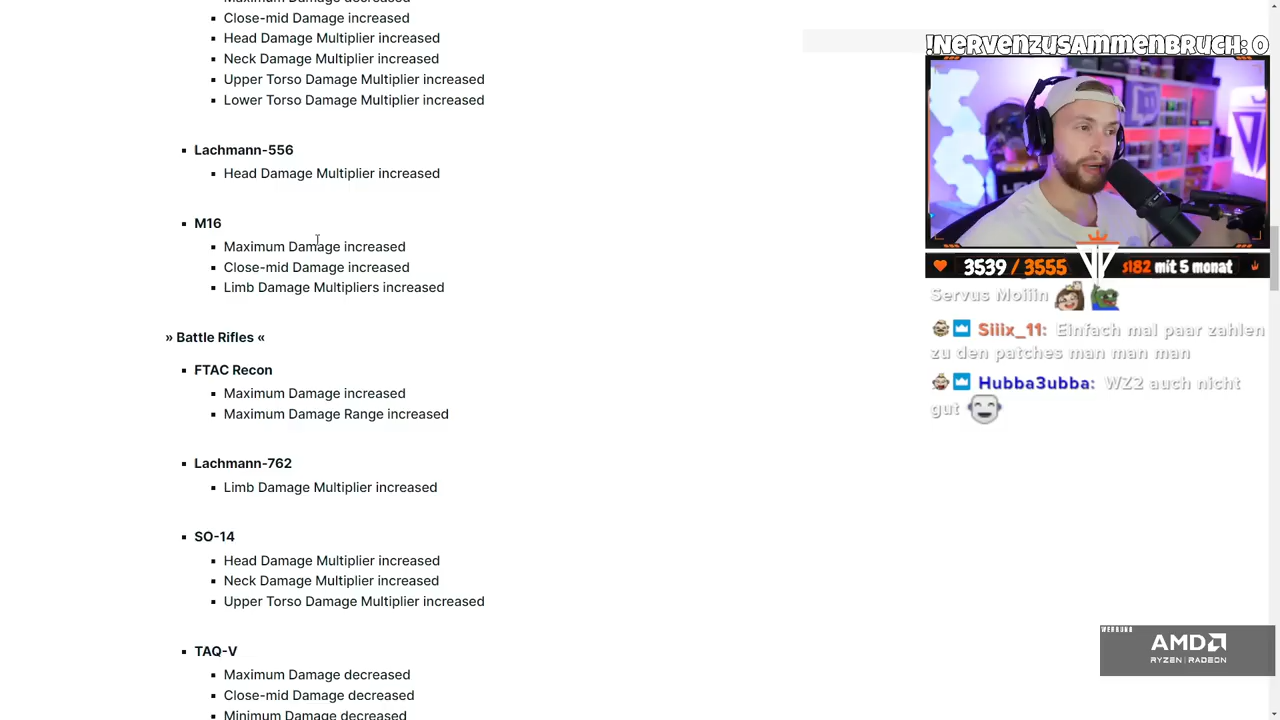 Close-mid Damage increased
Head Damage Multiplier increased
Neck Damage Multiplier increased
Upper Torso Damage Multiplier increased
Lower Torso Damage Multiplier increased
Lachmann-556
Head Damage Multiplier increased
M16
Maximum Damage increased
Close-mid Damage increased
Limb Damage Multipliers increased
» Battle Rifles «
FTAC Recon
Maximum Damage increased
Maximum Damage Range increased
Lachmann-762
Limb Damage Multiplier increased
SO-14
Head Damage Multiplier increased
Neck Damage Multiplier increased
Upper Torso Damage Multiplier increased
TAQ-V
Maximum Damage decreased
Close-mid Damage decreased
Minimum Damage decreased
!NERVENZUSAMMENBRUCH: 0
3539 / 3555
s182 mit 5 monat
Servus Moiiin
Siiix_11: Einfach mal paar zahlen
zu den patches man man man
Hubba3ubba: WZ2 auch nicht
gut
WERBUNG
AMD
RYZEN | RADEON